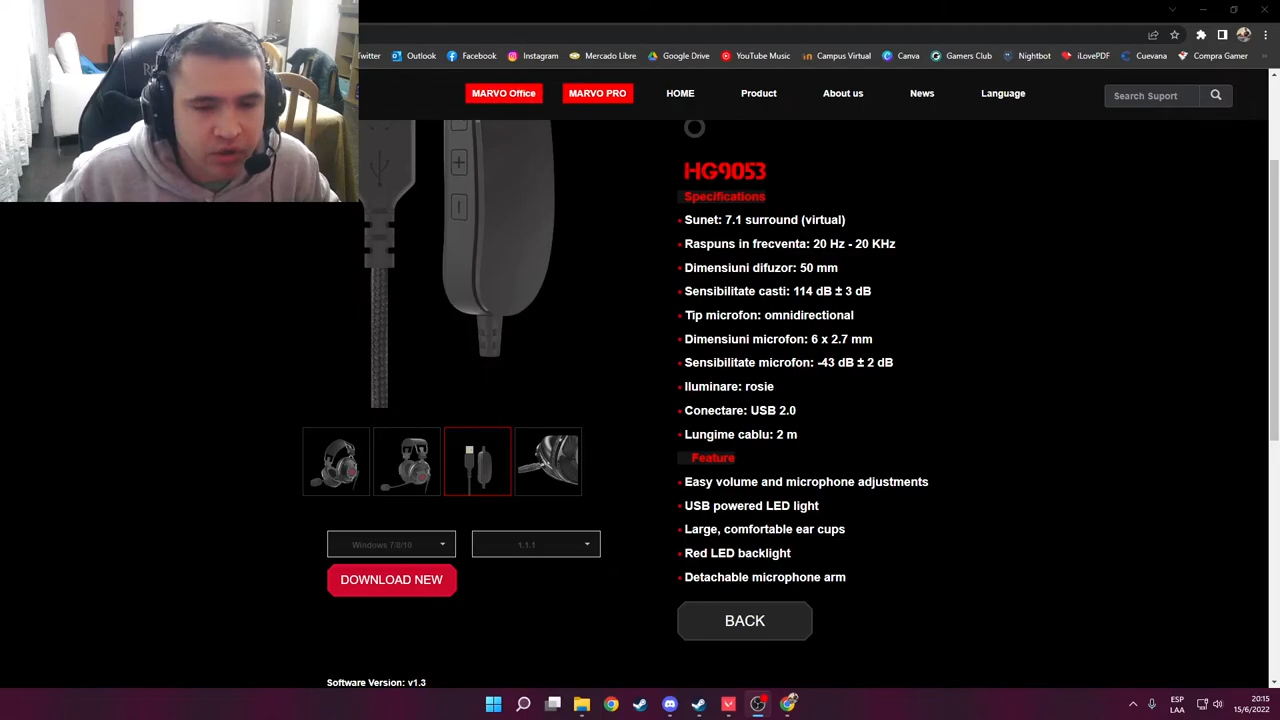 Twitter
Outlook
Facebook
Instagram
Mercado Libre
Google Drive
YouTube Music
Campus Virtual
Canva
Gamers Club
Nightbot
iLovePDF
Cuevana
Compra Gamer
MARVO Office
MARVO PRO
HOME
Product
About us
News
Language
Search Suport
HG9053
Specifications
Sunet: 7.1 surround (virtual)
Raspuns in frecventa: 20 Hz - 20 KHz
Dimensiuni difuzor: 50 mm
Sensibilitate casti: 114 dB ± 3 dB
Tip microfon: omnidirectional
Dimensiuni microfon: 6 x 2.7 mm
Sensibilitate microfon: -43 dB ± 2 dB
Iluminare: rosie
Conectare: USB 2.0
Lungime cablu: 2 m
Feature
Easy volume and microphone adjustments
USB powered LED light
Large, comfortable ear cups
Red LED backlight
Detachable microphone arm
Windows 7/8/10
1.1.1
DOWNLOAD NEW
BACK
Software Version: v1.3
ESP
LAA
20:15
15/6/2022